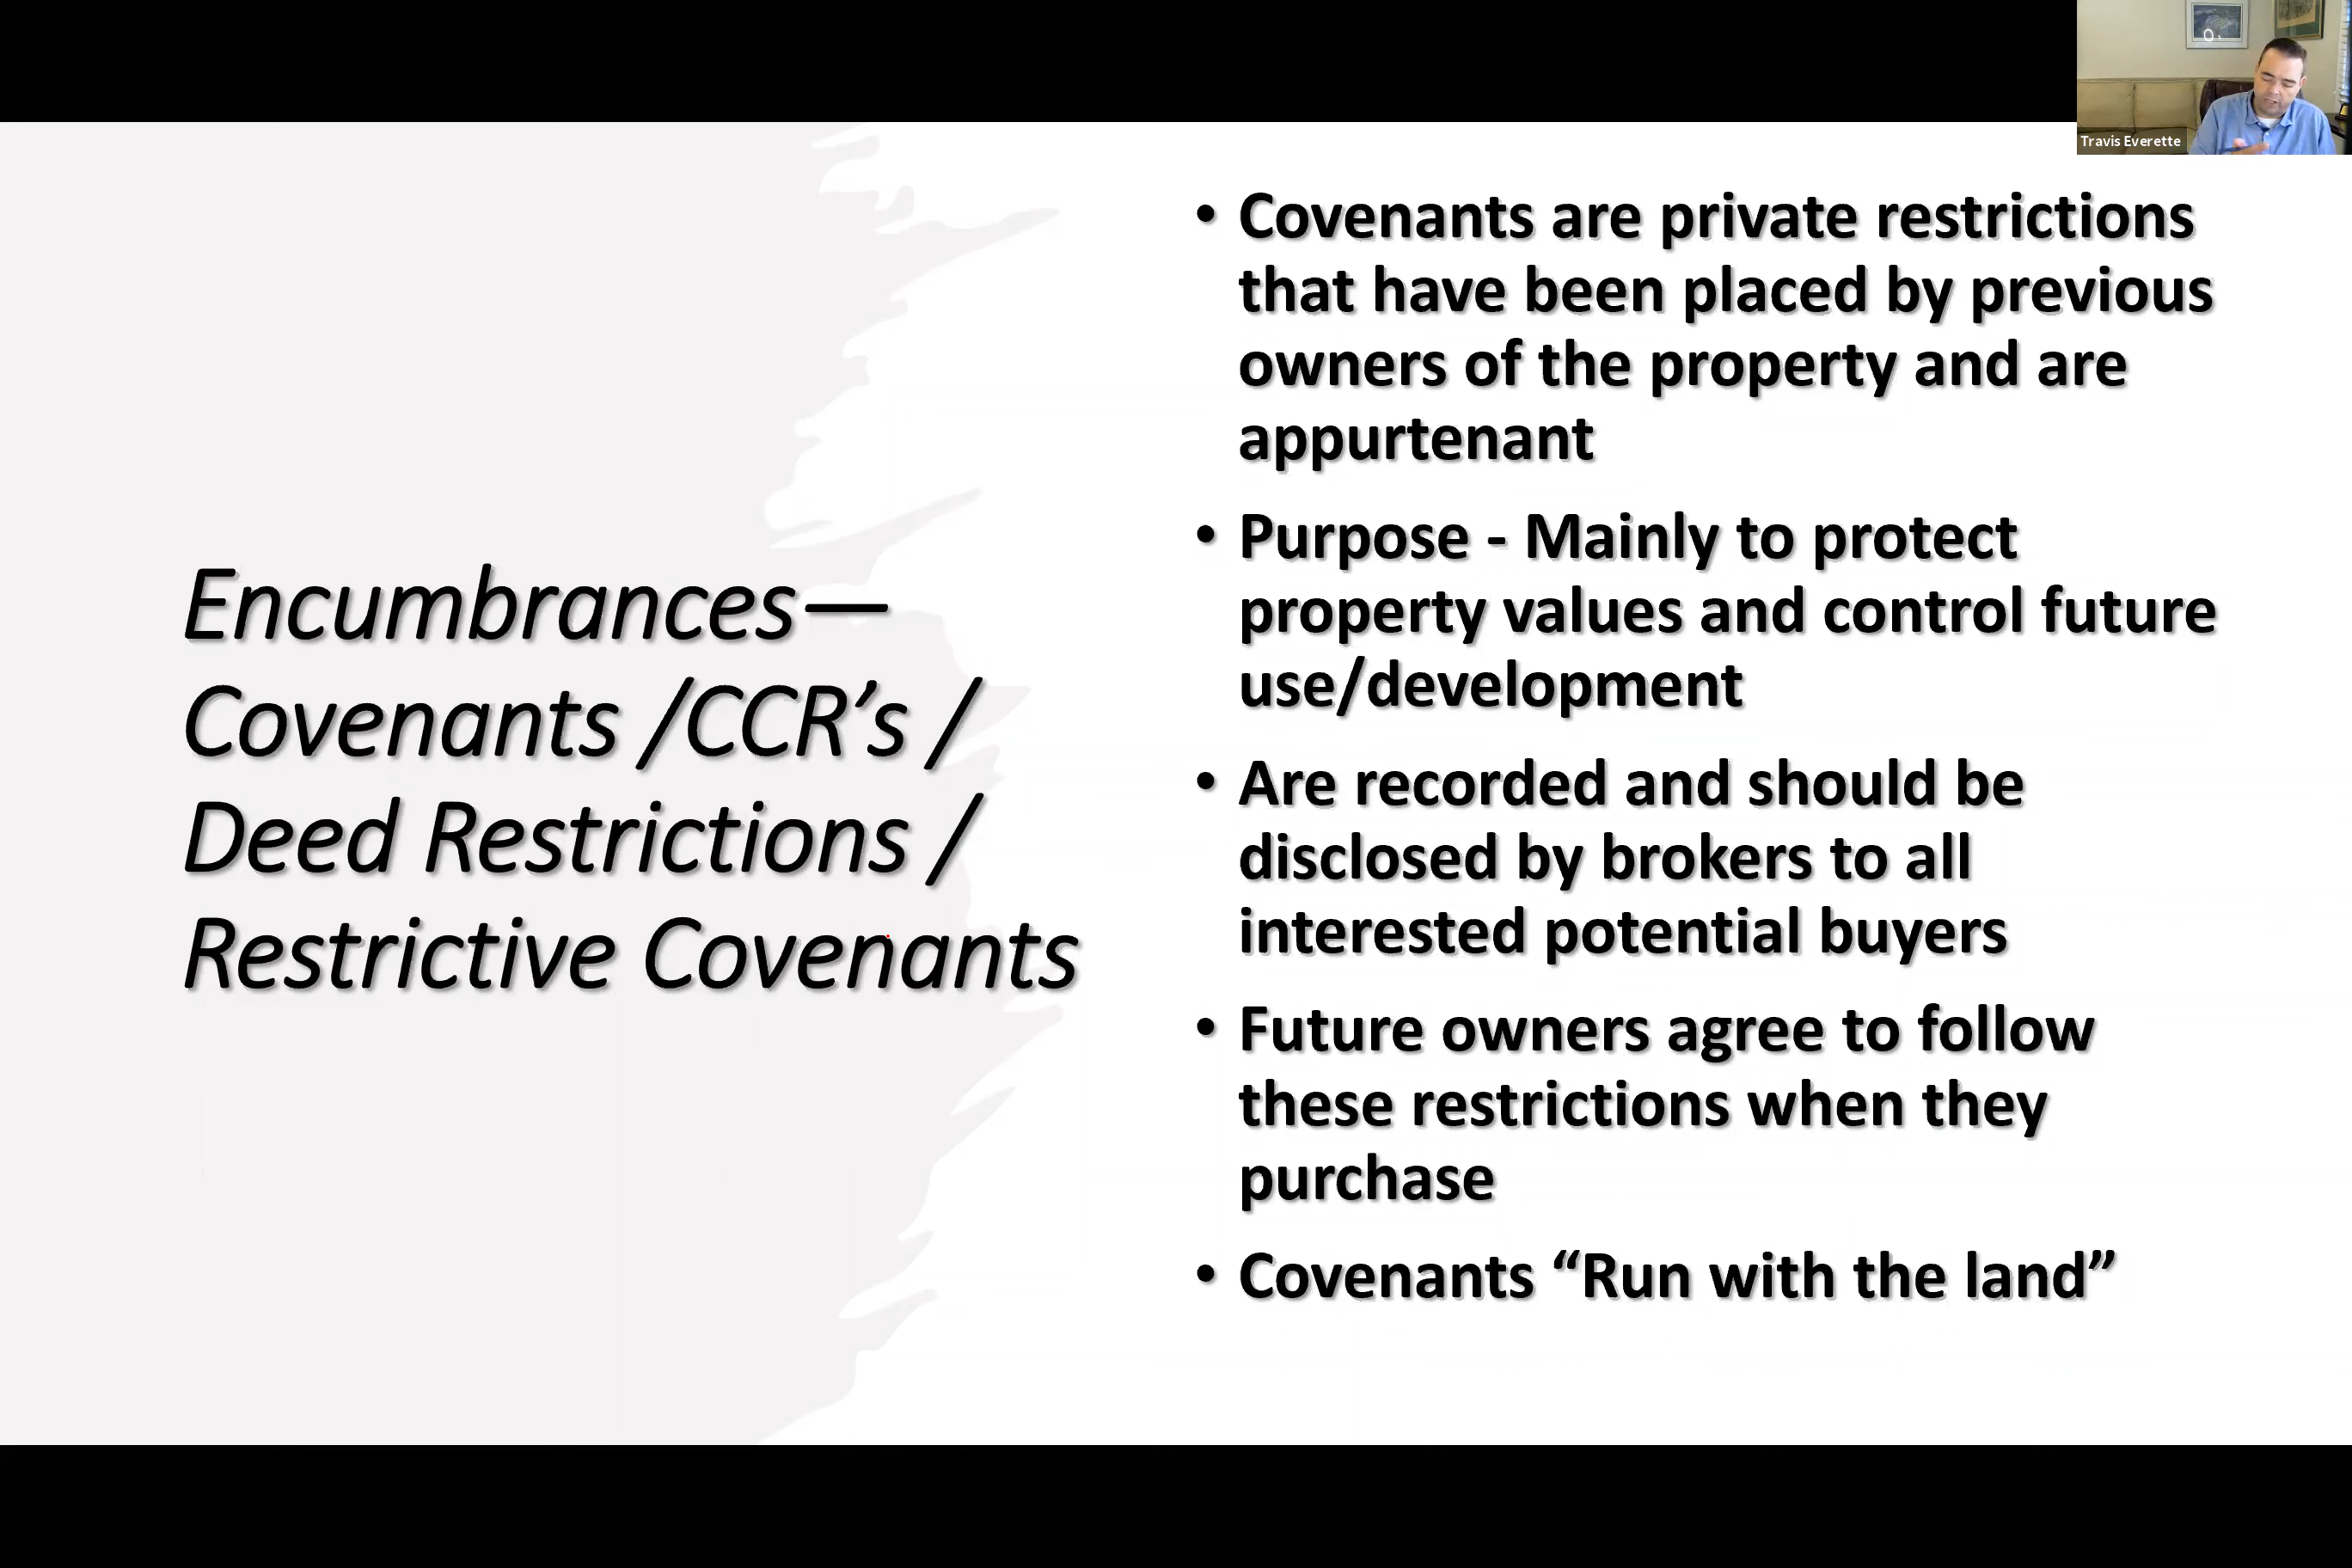 Travis Everette
Encumbrances—
Covenants /CCR’s /
Deed Restrictions /
Restrictive Covenants
• Covenants are private restrictions
that have been placed by previous
owners of the property and are
appurtenant
• Purpose - Mainly to protect
property values and control future
use/development
• Are recorded and should be
disclosed by brokers to all
interested potential buyers
• Future owners agree to follow
these restrictions when they
purchase
• Covenants “Run with the land”